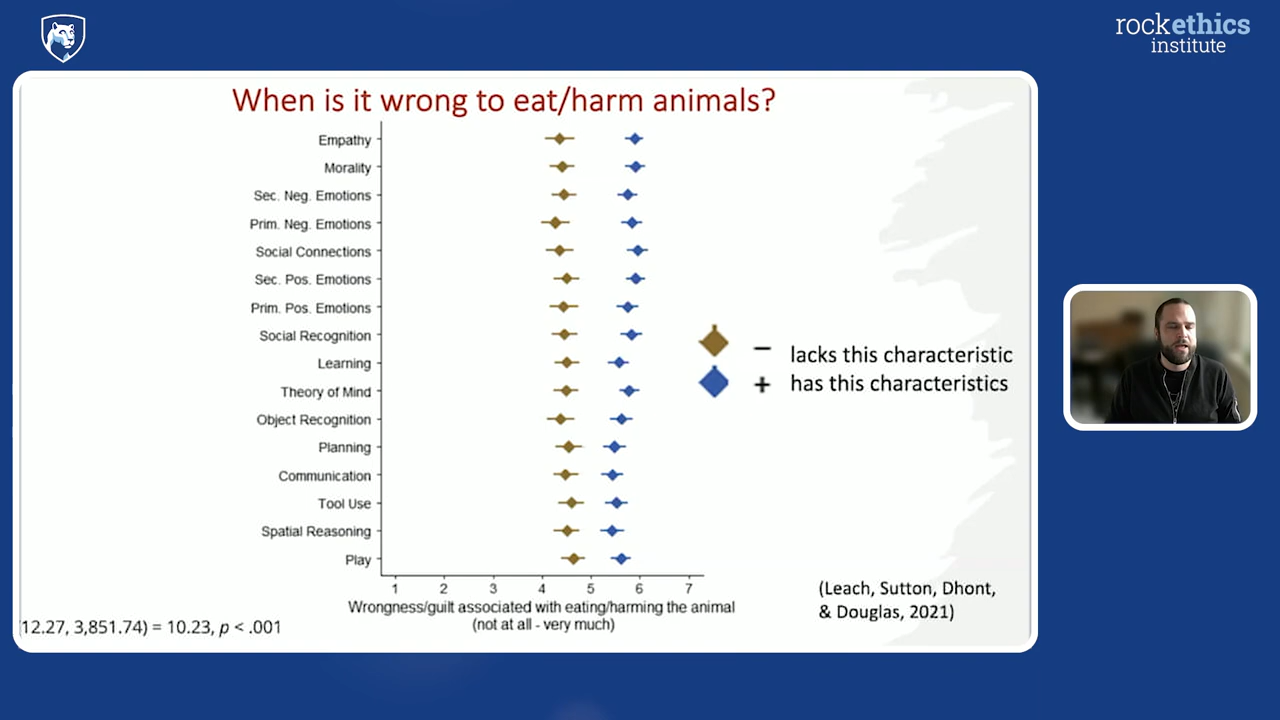 rockethics
institute
When is it wrong to eat/harm animals?
Empathy
Morality
Sec. Neg. Emotions
Prim. Neg. Emotions
Social Connections
Sec. Pos. Emotions
Prim. Pos. Emotions
Social Recognition
Learning
Theory of Mind
Object Recognition
Planning
Communication
Tool Use
Spatial Reasoning
Play
− lacks this characteristic
+ has this characteristics
1 2 3 4 5 6 7
Wrongness/guilt associated with eating/harming the animal
(not at all - very much)
(Leach, Sutton, Dhont,
& Douglas, 2021)
12.27, 3,851.74) = 10.23, p < .001